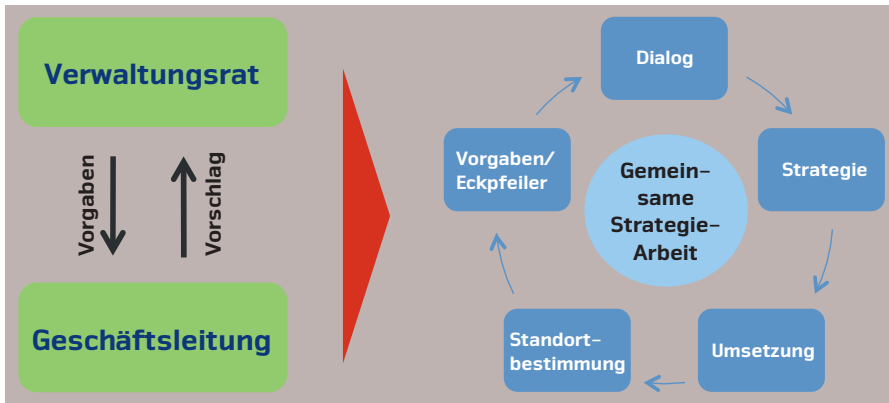 Verwaltungsrat
Vorgaben
Vorschlag
Geschäftsleitung
Dialog
Strategie
Umsetzung
Standort-
bestimmung
Vorgaben/
Eckpfeiler
Gemein-
same
Strategie-
Arbeit